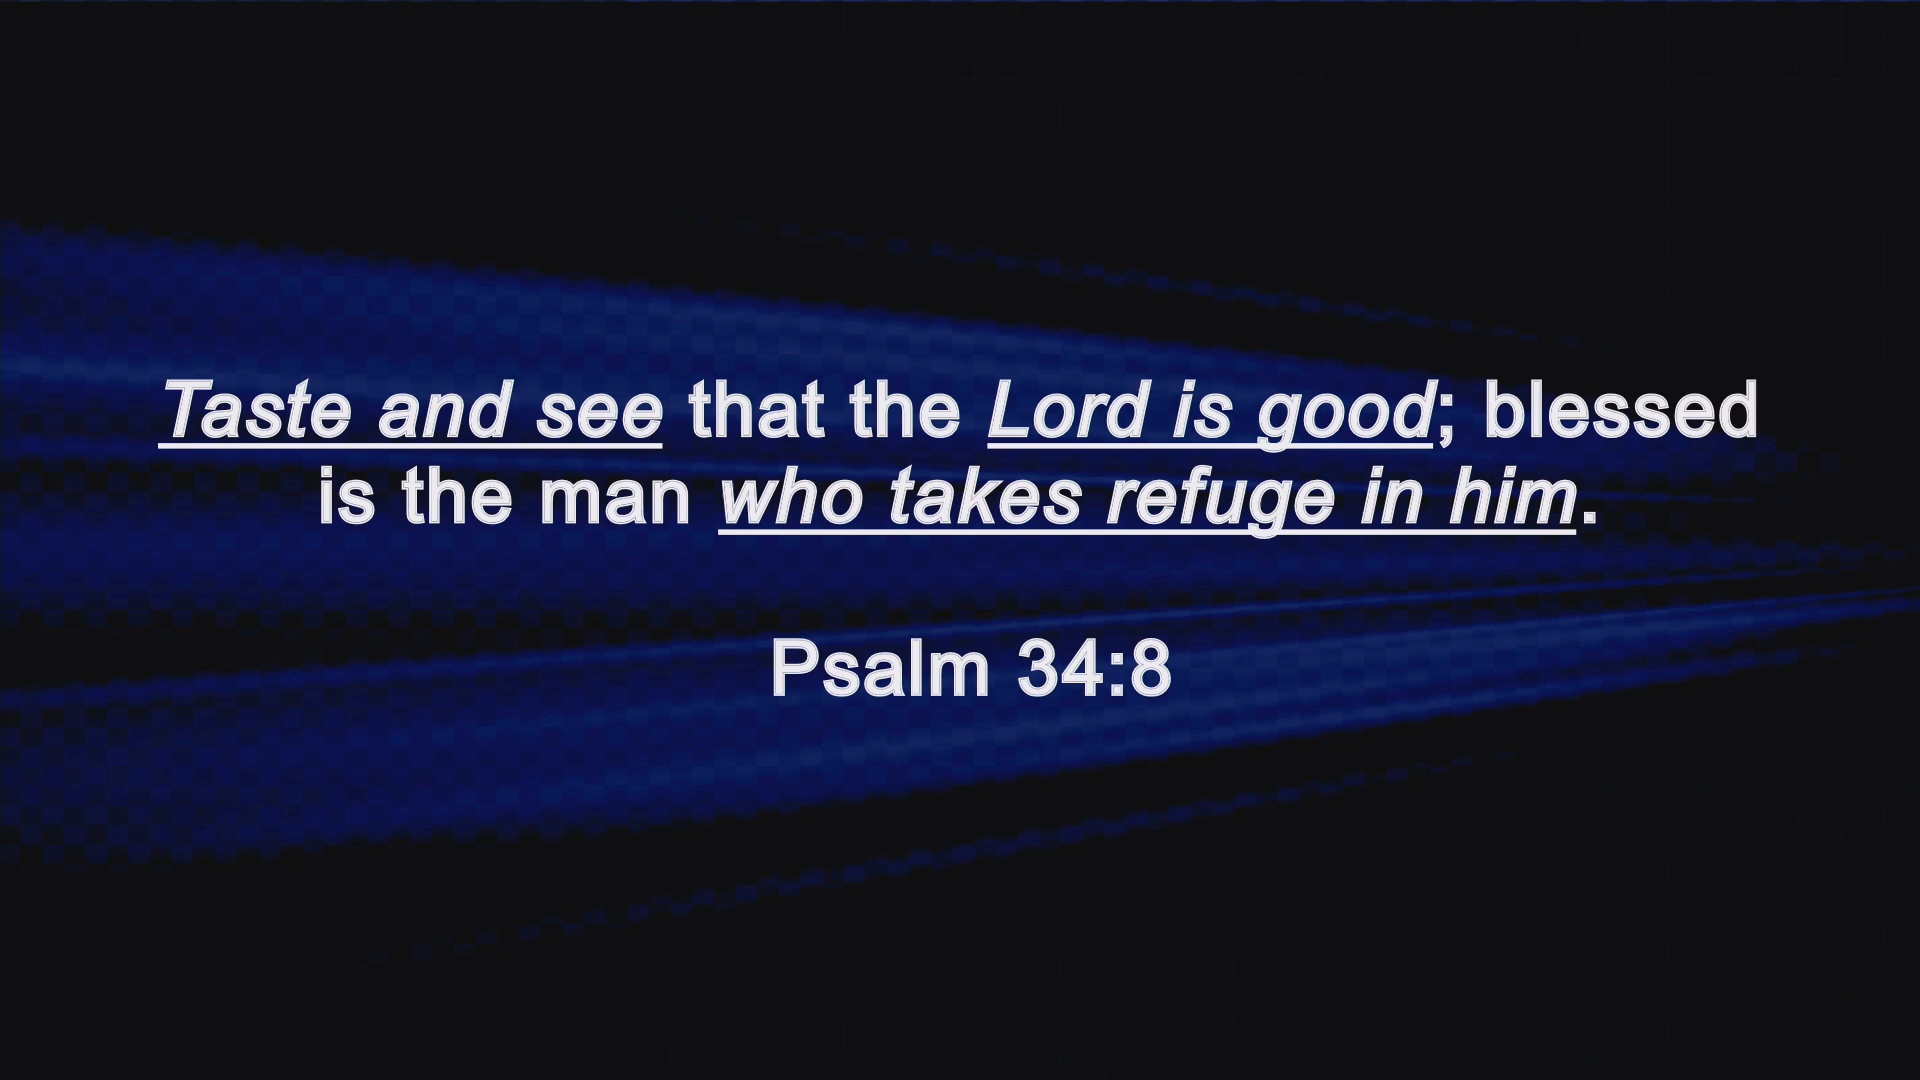 Taste and see that the Lord is good; blessed
is the man who takes refuge in him.
Psalm 34:8